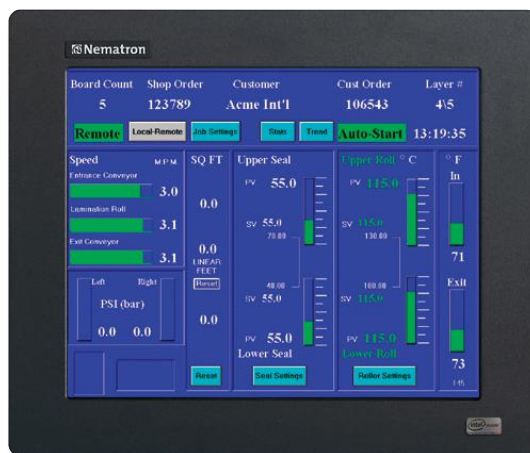 Nematron
Board Count Shop Order Customer Cust Order Layer #
5 123789 Acme Int'l 106543 4\5
Remote Local-Remote Job Settings Stats Trend Auto-Start 13:19:35
Speed M.P.M.
Entrance Conveyor
3.0
Lamination Roll
3.1
Exit Conveyor
3.1
Left Right
PSI (bar)
0.0 0.0
SQ FT
0.0
0.0
LINEAR
FEET
Reset
0.0
Reset
Upper Seal
PV 55.0
SV 55.0
70.00
40.00
SV 55.0
PV 55.0
Lower Seal
Seal Settings
Upper Roll ° C
PV 115.0
SV 115.0
130.00
100.00
SV 115.0
PV 115.0
Lower Roll
Roller Settings
° F
In
71
Exit
73